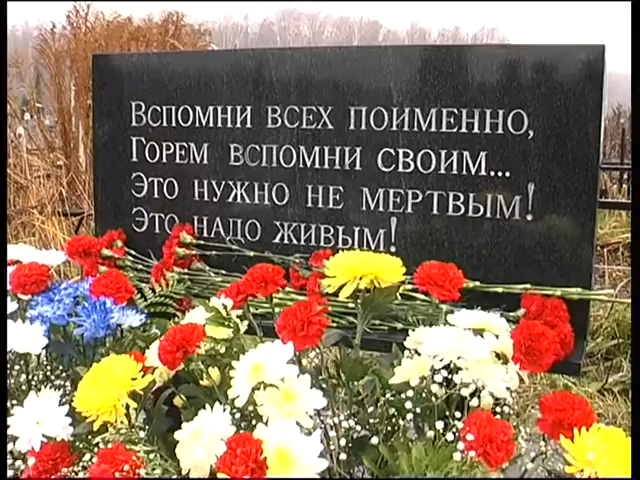 Вспомни всех поименно,
Горем вспомни своим...
Это нужно не мертвым!
Это надо живым!